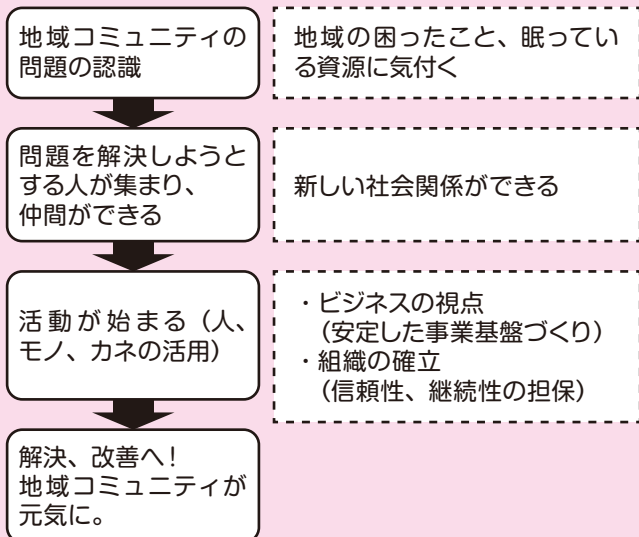 地域コミュニティの
問題の認識
地域の困ったこと、眠ってい
る資源に気付く
問題を解決しようと
する人が集まり、
仲間ができる
新しい社会関係ができる
活動が始まる（人、
モノ、カネの活用）
・ビジネスの視点
（安定した事業基盤づくり）
・組織の確立
（信頼性、継続性の担保）
解決、改善へ！
地域コミュニティが
元気に。